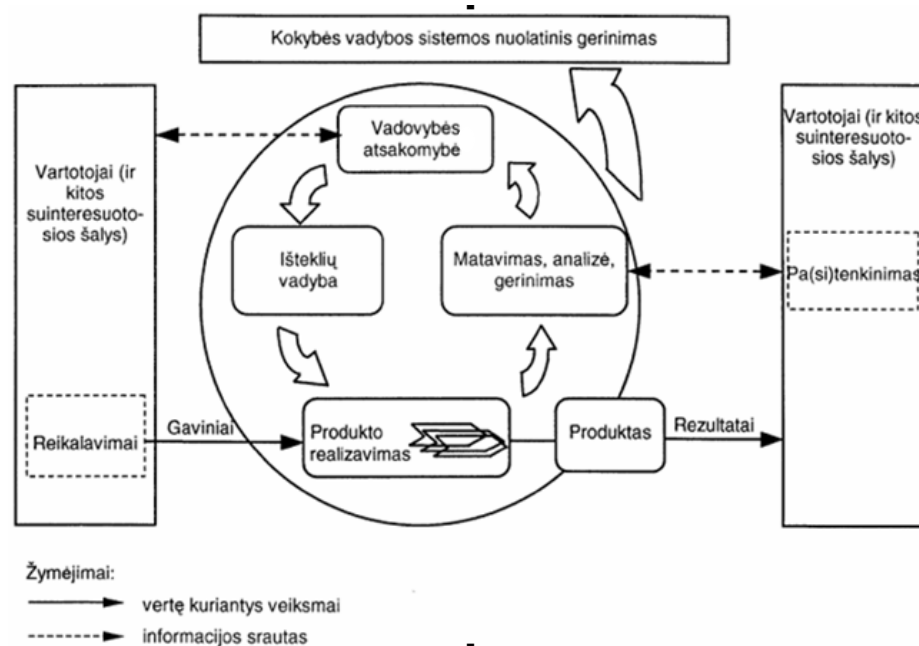 Kokybės vadybos sistemos nuolatinis gerinimas
Vartotojai (ir
kitos
suinteresuoto-
sios šalys)
Reikalavimai
Vadovybės
atsakomybė
Išteklių
vadyba
Matavimas, analizė,
gerinimas
Gaviniai
Produkto
realizavimas
Produktas
Rezultatai
Vartotojai (ir kitos
suinteresuoto-
sios šalys)
Pa(si)tenkinimas
Žymėjimai:
vertę kuriantys veiksmai
informacijos srautas